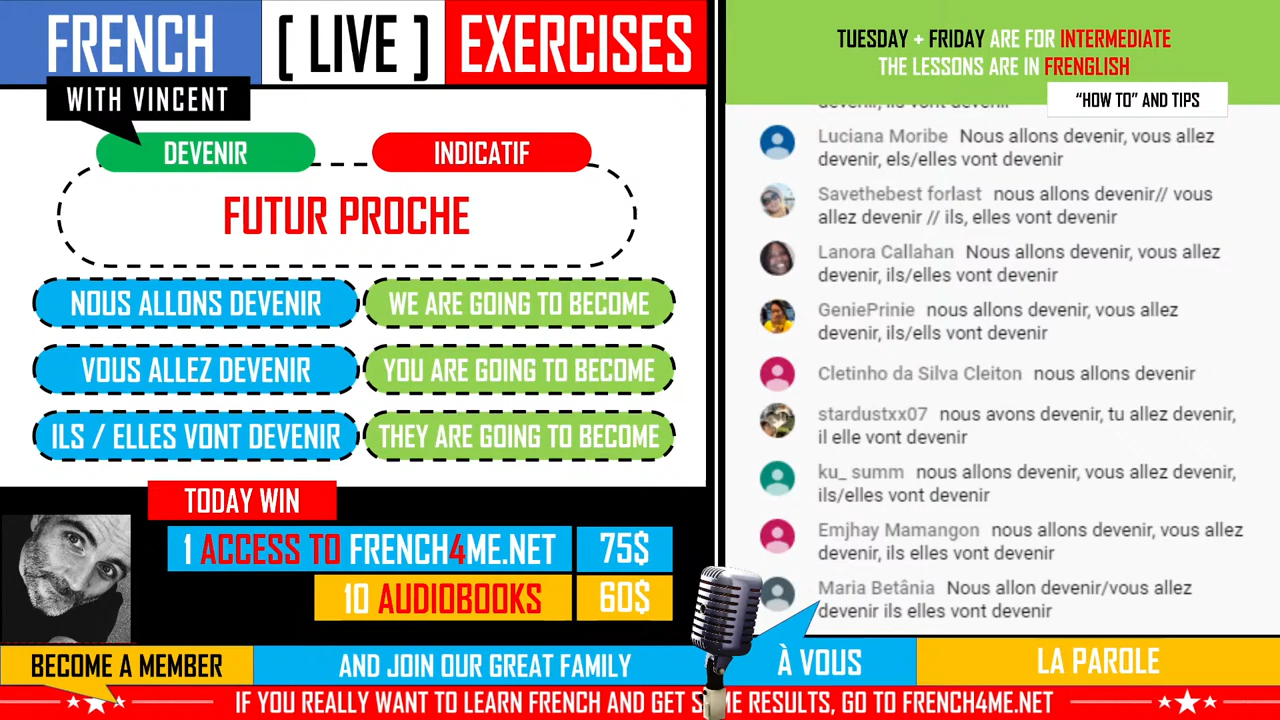 FRENCH [ LIVE ] EXERCISES
WITH VINCENT
DEVENIR INDICATIF
FUTUR PROCHE
NOUS ALLONS DEVENIR WE ARE GOING TO BECOME
VOUS ALLEZ DEVENIR YOU ARE GOING TO BECOME
ILS / ELLES VONT DEVENIR THEY ARE GOING TO BECOME
TODAY WIN
1 ACCESS TO FRENCH4ME.NET 75$
10 AUDIOBOOKS 60$
TUESDAY + FRIDAY ARE FOR INTERMEDIATE
THE LESSONS ARE IN FRENGLISH
"HOW TO" AND TIPS
devenir, ils vont devenir
Luciana Moribe Nous allons devenir, vous allez
devenir, els/elles vont devenir
Savethebest forlast nous allons devenir// vous
allez devenir // ils, elles vont devenir
Lanora Callahan Nous allons devenir, vous allez
devenir, ils/elles vont devenir
GeniePrinie nous allons devenir, vous allez
devenir, ils/elles vont devenir
Cletinho da Silva Cleiton nous allons devenir
stardustxx07 nous avons devenir, tu allez devenir,
il elle vont devenir
ku_ summ nous allons devenir, vous allez devenir,
ils/elles vont devenir
Emjhay Mamangon nous allons devenir, vous allez
devenir, ils elles vont devenir
Maria Betânia Nous allon devenir/vous allez
devenir ils elles vont devenir
BECOME A MEMBER AND JOIN OUR GREAT FAMILY À VOUS LA PAROLE
IF YOU REALLY WANT TO LEARN FRENCH AND GET SOME RESULTS, GO TO FRENCH4ME.NET